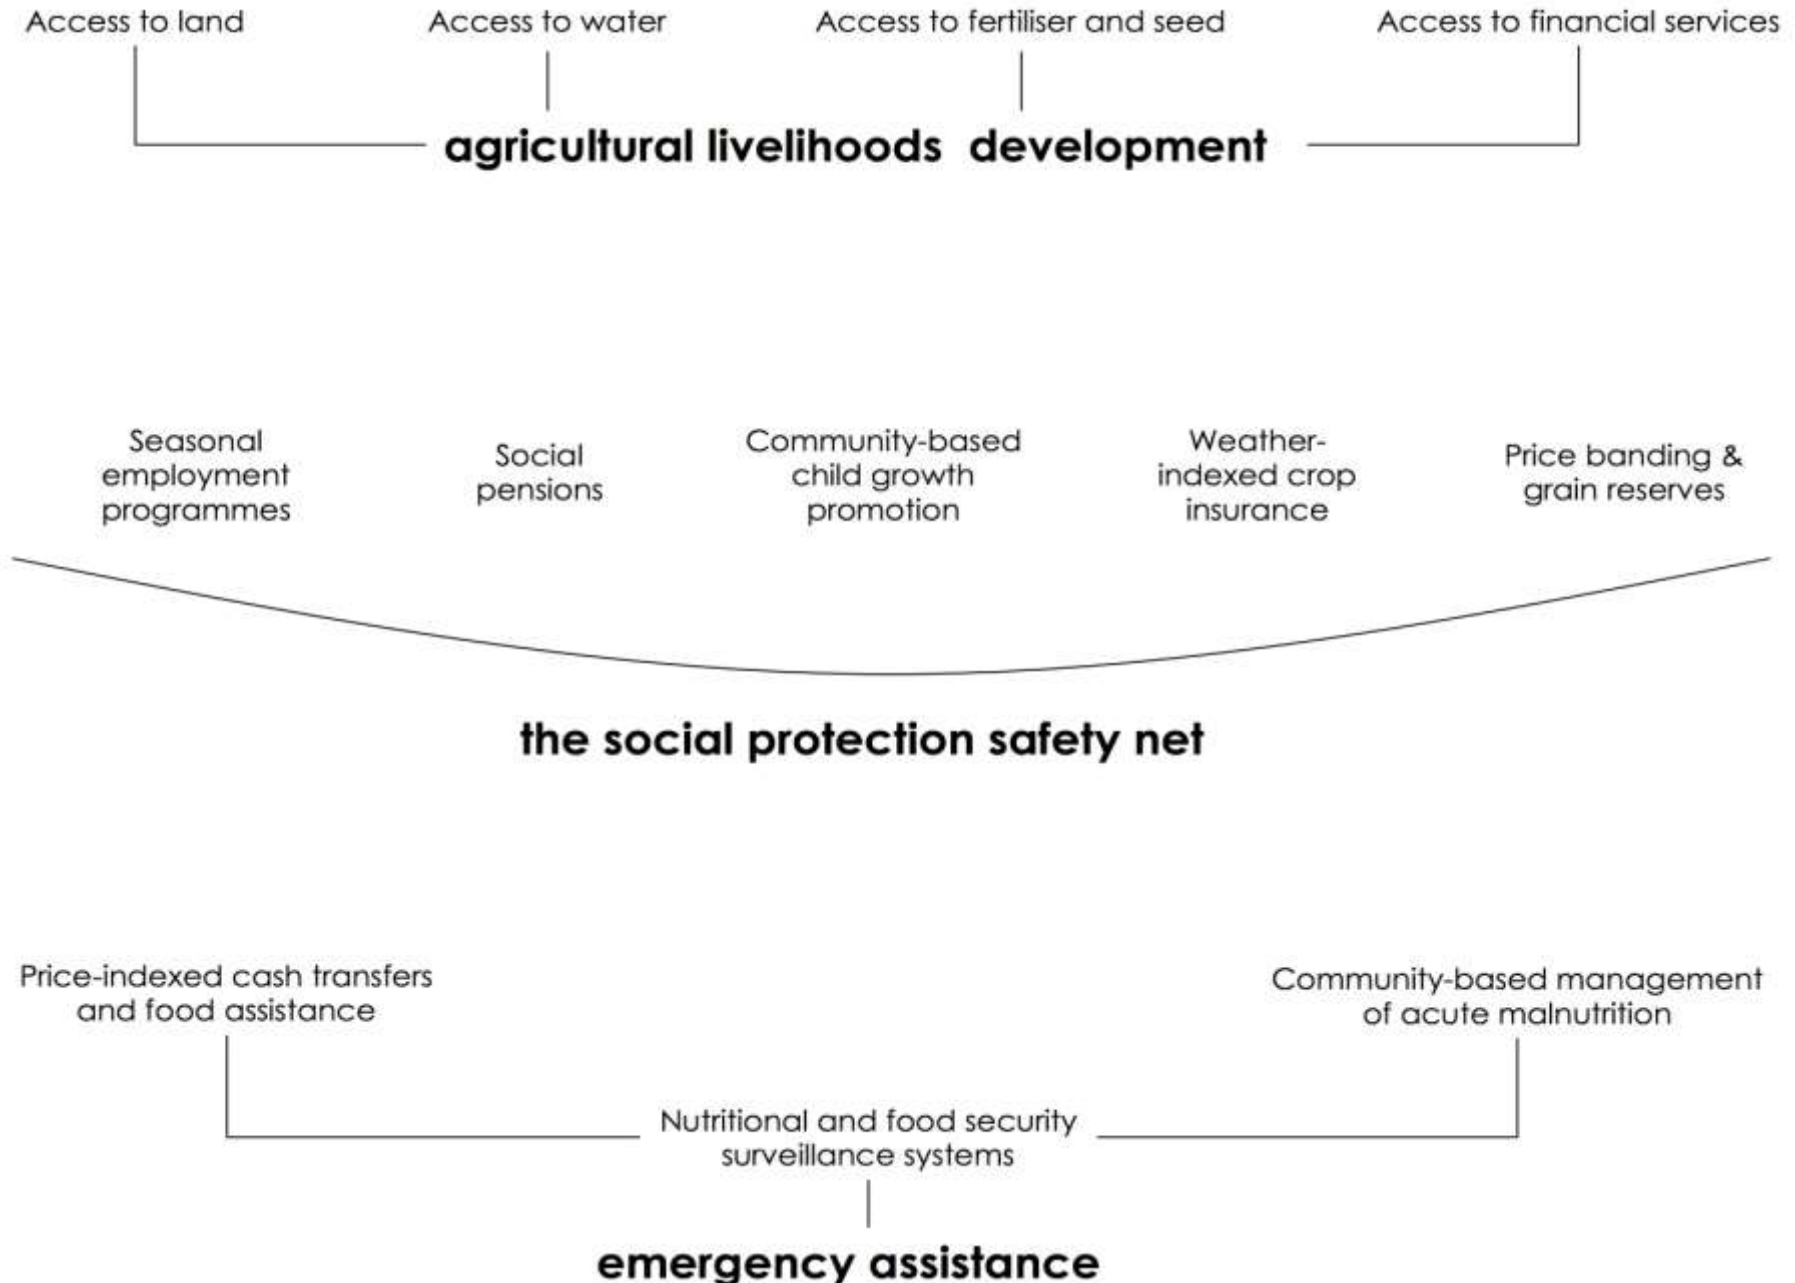 Access to land
Access to water
Access to fertiliser and seed
Access to financial services
agricultural livelihoods development
Seasonal
employment
programmes
Social
pensions
Community-based
child growth
promotion
Weather-
indexed crop
insurance
Price banding &
grain reserves
the social protection safety net
Price-indexed cash transfers
and food assistance
Community-based management
of acute malnutrition
Nutritional and food security
surveillance systems
emergency assistance